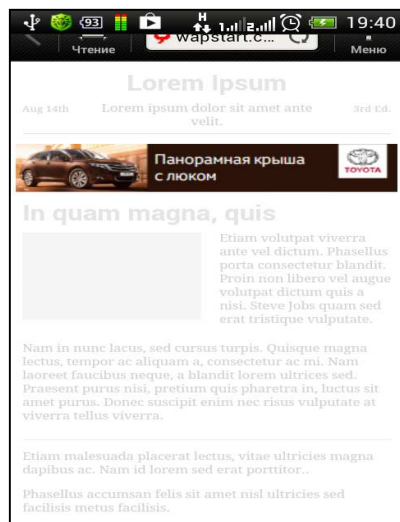 93
H
1
2
19:40
Чтение
wapstart.c...
Меню
Lorem Ipsum
Aug 14th
Lorem ipsum dolor sit amet ante
velit.
3rd Ed.
Панорамная крыша
с люком
TOYOTA
In quam magna, quis
Etiam volutpat viverra
ante vel dictum. Phasellus
porta consectetur blandit.
Proin non libero vel augue
volutpat dictum quis a
nisi. Steve Jobs quam sed
erat tristique vulputate.
Nam in nunc lacus, sed cursus turpis. Quisque magna
lectus, tempor ac aliquam a, consectetur ac mi. Nam
laoreet faucibus neque, a blandit lorem ultrices sed.
Praesent purus nisi, pretium quis pharetra in, luctus sit
amet purus. Donec suscipit enim nec risus vulputate at
viverra tellus viverra.
Etiam malesuada placerat lectus, vitae ultricies magna
dapibus ac. Nam id lorem sed erat porttitor..
Phasellus accumsan felis sit amet nisl ultricies sed
facilisis metus facilisis.